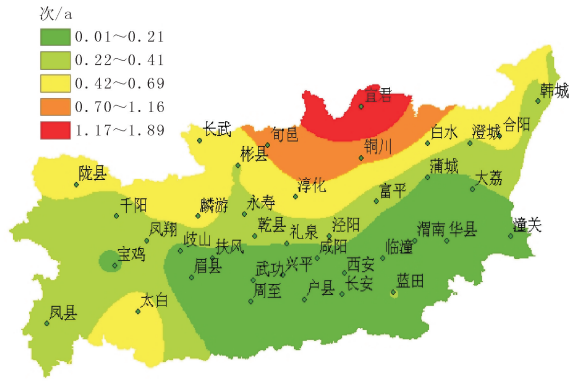 次/a
0.01～0.21
0.22～0.41
0.42～0.69
0.70～1.16
1.17～1.89
宜君
韩城
长武
旬邑
铜川
白水
澄城
合阳
彬县
陇县
淳化
蒲城
大荔
千阳
麟游
永寿
富平
凤翔
岐山
扶风
乾县
礼泉
泾阳
咸阳
临潼
渭南
华县
潼关
宝鸡
眉县
武功
兴平
西安
周至
户县
长安
蓝田
太白
凤县